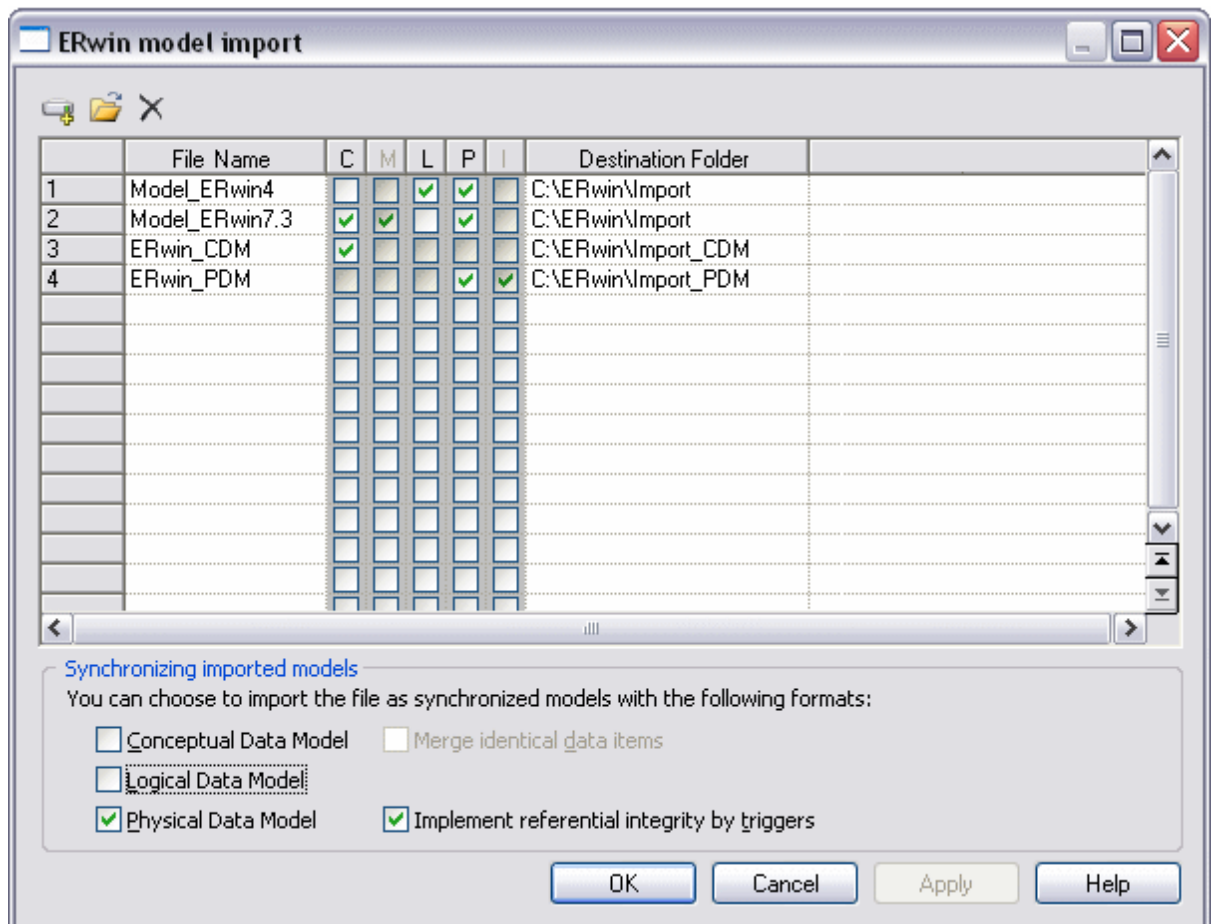 ERwin model import
File Name C M L P I Destination Folder
1 Model_ERwin4 C:\ERwin\Import
2 Model_ERwin7.3 C:\ERwin\Import
3 ERwin_CDM C:\ERwin\Import_CDM
4 ERwin_PDM C:\ERwin\Import_PDM
Synchronizing imported models
You can choose to import the file as synchronized models with the following formats:
Conceptual Data Model Merge identical data items
Logical Data Model
Physical Data Model Implement referential integrity by triggers
OK Cancel Apply Help